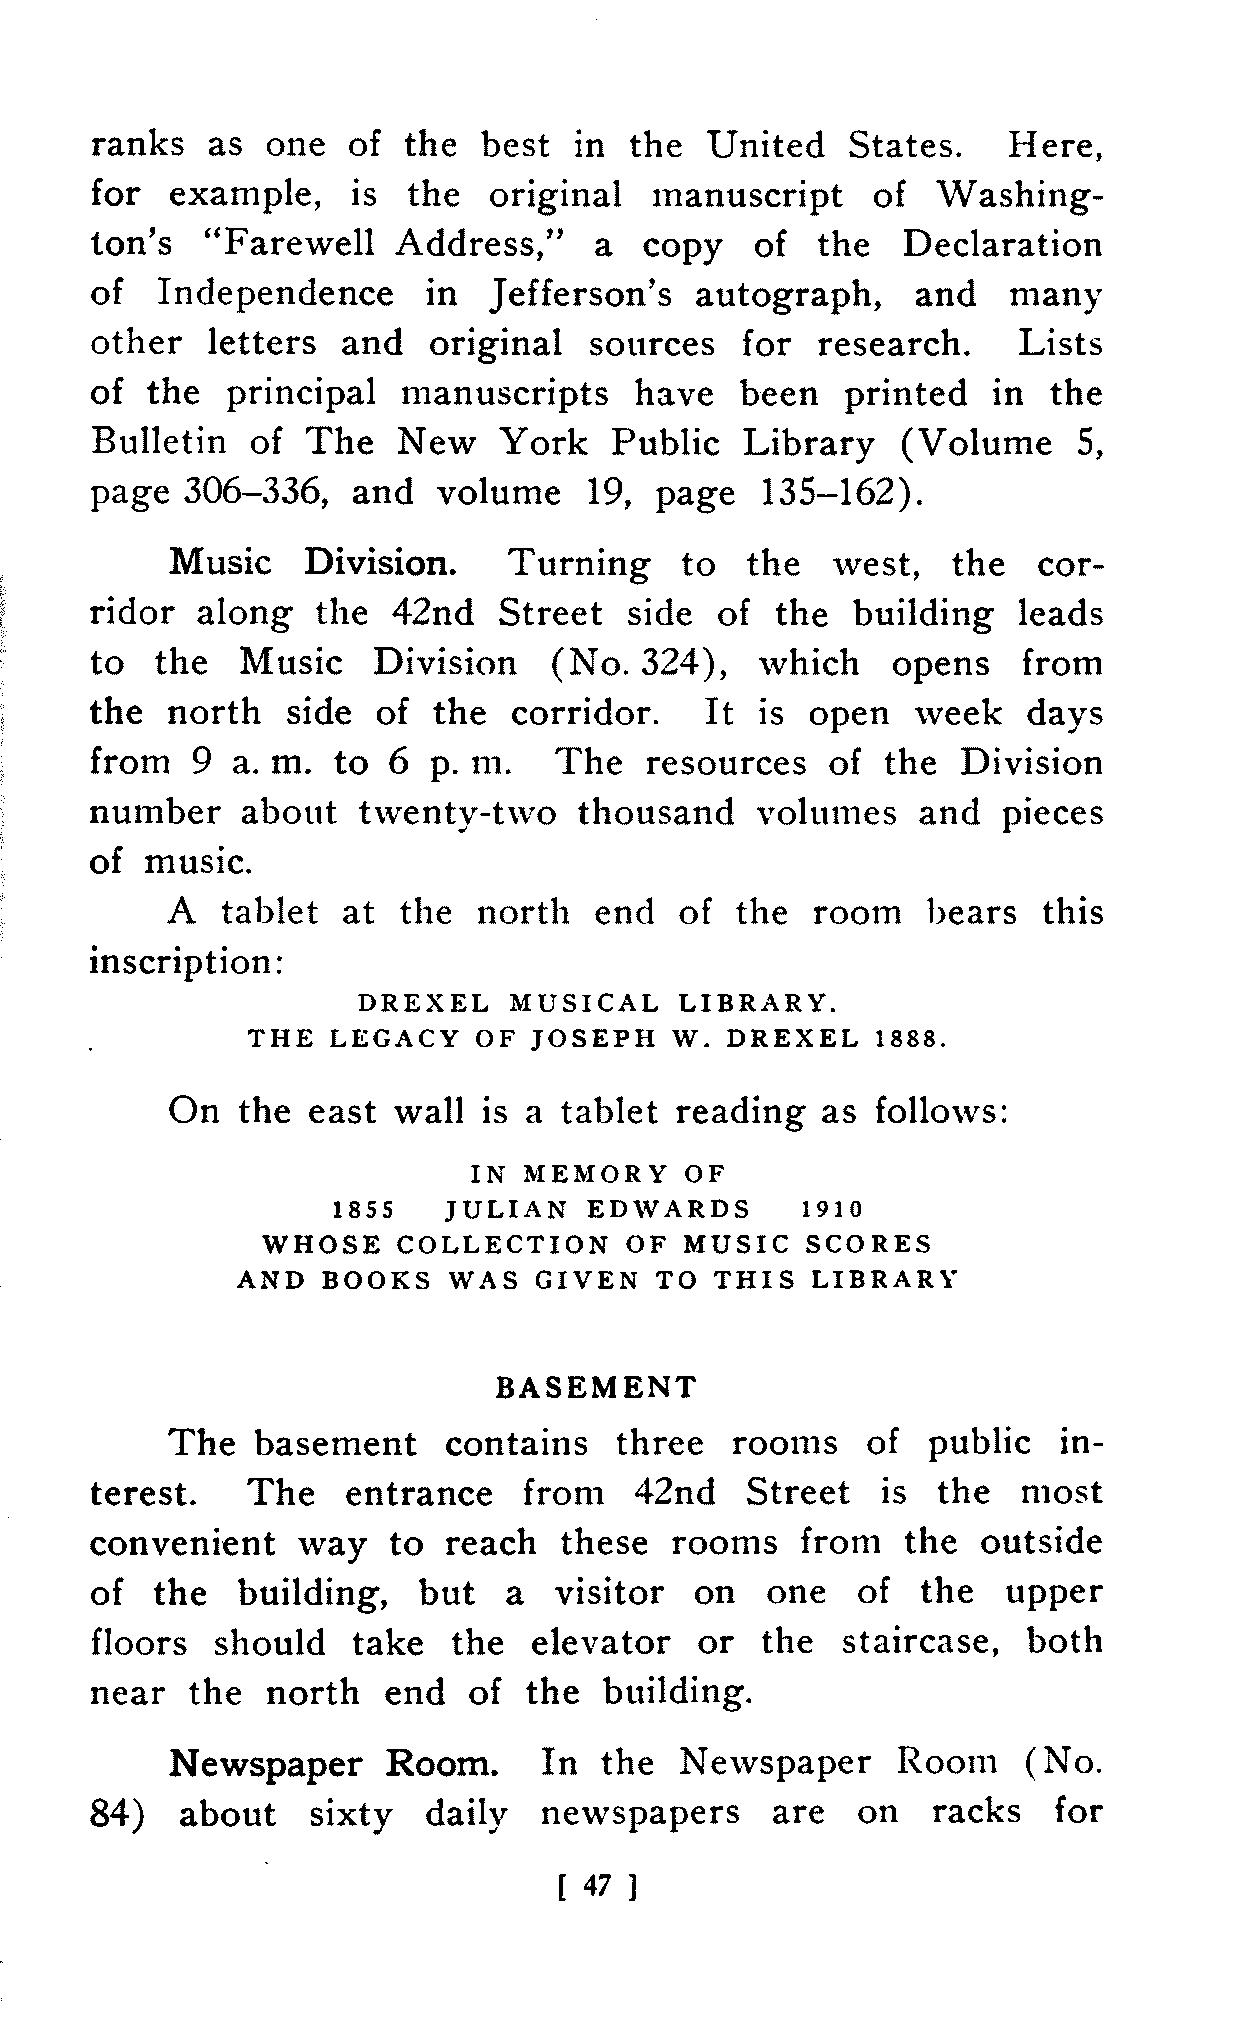 ranks as one of the best in the United States. Here,
for example, is the original manuscript of Washing-
ton's "Farewell Address," a copy of the Declaration
of Independence in Jefferson's autograph, and many
other letters and original sources for research. Lists
of the principal manuscripts have been printed in the
Bulletin of The New York Public Library (Volume 5,
page 306–336, and volume 19, page 135–162).
Music Division. Turning to the west, the cor-
ridor along the 42nd Street side of the building leads
to the Music Division (No. 324), which opens from
the north side of the corridor. It is open week days
from 9 a. m. to 6 p. m. The resources of the Division
number about twenty-two thousand volumes and pieces
of music.
A tablet at the north end of the room bears this
inscription:
DREXEL MUSICAL LIBRARY.
THE LEGACY OF JOSEPH W. DREXEL 1888.
On the east wall is a tablet reading as follows:
IN MEMORY OF
1855 JULIAN EDWARDS 1910
WHOSE COLLECTION OF MUSIC SCORES
AND BOOKS WAS GIVEN TO THIS LIBRARY
BASEMENT
The basement contains three rooms of public in-
terest. The entrance from 42nd Street is the most
convenient way to reach these rooms from the outside
of the building, but a visitor on one of the upper
floors should take the elevator or the staircase, both
near the north end of the building.
Newspaper Room. In the Newspaper Room (No.
84) about sixty daily newspapers are on racks for
[ 47 ]